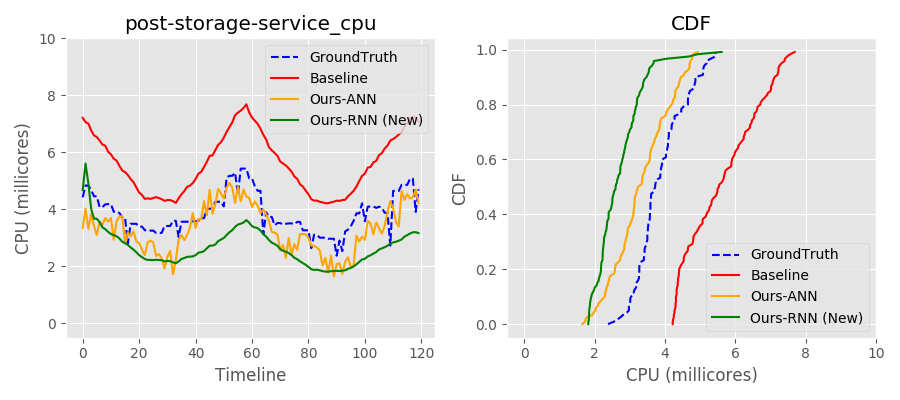 post-storage-service_cpu
CPU (millicores)
10
8
6
4
2
0
GroundTruth
Baseline
Ours-ANN
Ours-RNN (New)
0
20
40
60
80
100
120
Timeline
CDF
CDF
1.0
0.8
0.6
0.4
0.2
0.0
GroundTruth
Baseline
Ours-ANN
Ours-RNN (New)
0
2
4
6
8
10
CPU (millicores)